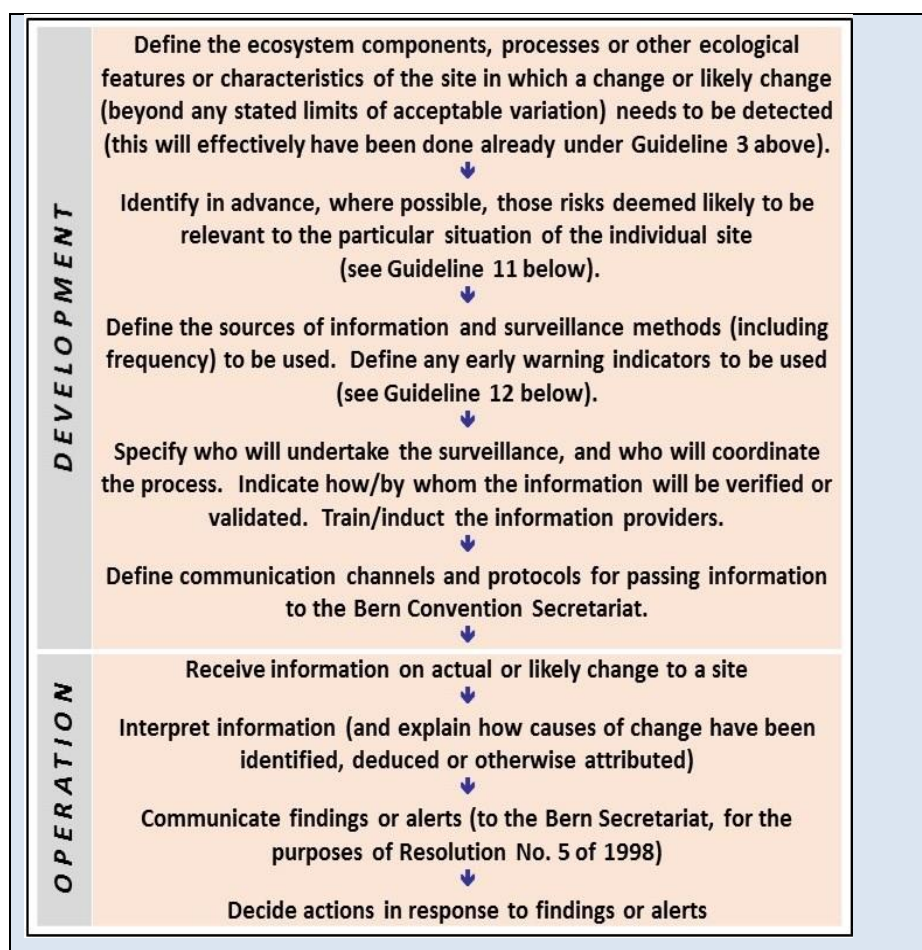 DEVELOPMENT
Define the ecosystem components, processes or other ecological
features or characteristics of the site in which a change or likely change
(beyond any stated limits of acceptable variation) needs to be detected
(this will effectively have been done already under Guideline 3 above).
Identify in advance, where possible, those risks deemed likely to be
relevant to the particular situation of the individual site
(see Guideline 11 below).
Define the sources of information and surveillance methods (including
frequency) to be used. Define any early warning indicators to be used
(see Guideline 12 below).
Specify who will undertake the surveillance, and who will coordinate
the process. Indicate how/by whom the information will be verified or
validated. Train/induct the information providers.
Define communication channels and protocols for passing information
to the Bern Convention Secretariat.
OPERATION
Receive information on actual or likely change to a site
Interpret information (and explain how causes of change have been
identified, deduced or otherwise attributed)
Communicate findings or alerts (to the Bern Secretariat, for the
purposes of Resolution No. 5 of 1998)
Decide actions in response to findings or alerts